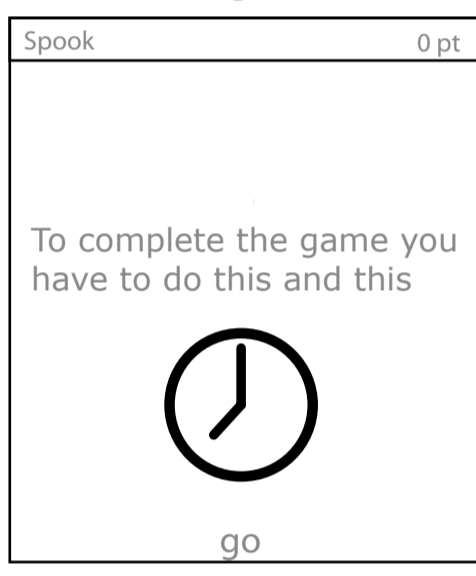 Spook 0 pt
To complete the game you
have to do this and this
go